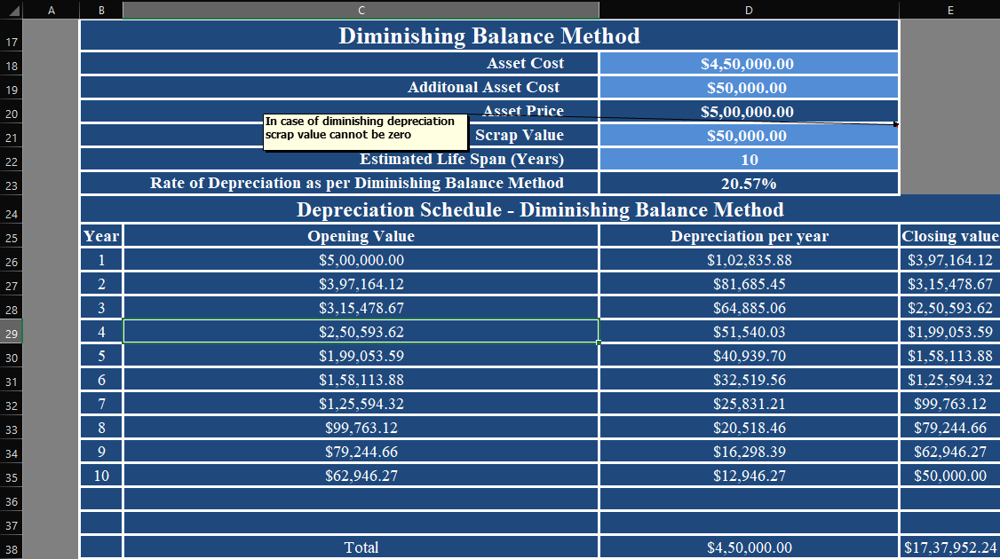 A B C D E
17 Diminishing Balance Method
18 Asset Cost $4,50,000.00
19 Additonal Asset Cost $50,000.00
20 Asset Price $5,00,000.00
In case of diminishing depreciation
scrap value cannot be zero
21 Scrap Value $50,000.00
22 Estimated Life Span (Years) 10
23 Rate of Depreciation as per Diminishing Balance Method 20.57%
24 Depreciation Schedule - Diminishing Balance Method
25 Year Opening Value Depreciation per year Closing value
26 1 $5,00,000.00 $1,02,835.88 $3,97,164.12
27 2 $3,97,164.12 $81,685.45 $3,15,478.67
28 3 $3,15,478.67 $64,885.06 $2,50,593.62
29 4 $2,50,593.62 $51,540.03 $1,99,053.59
30 5 $1,99,053.59 $40,939.70 $1,58,113.88
31 6 $1,58,113.88 $32,519.56 $1,25,594.32
32 7 $1,25,594.32 $25,831.21 $99,763.12
33 8 $99,763.12 $20,518.46 $79,244.66
34 9 $79,244.66 $16,298.39 $62,946.27
35 10 $62,946.27 $12,946.27 $50,000.00
36
37
38 Total $4,50,000.00 $17,37,952.24